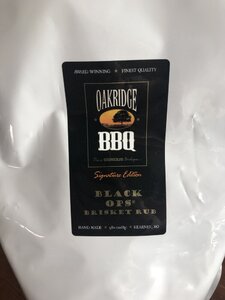 AWARD WINNING • FINEST QUALITY
OAKRIDGE
BBQ
Signature Edition
BLACK
OPS®
BRISKET RUB
HAND MADE • • KEARNEY, MO